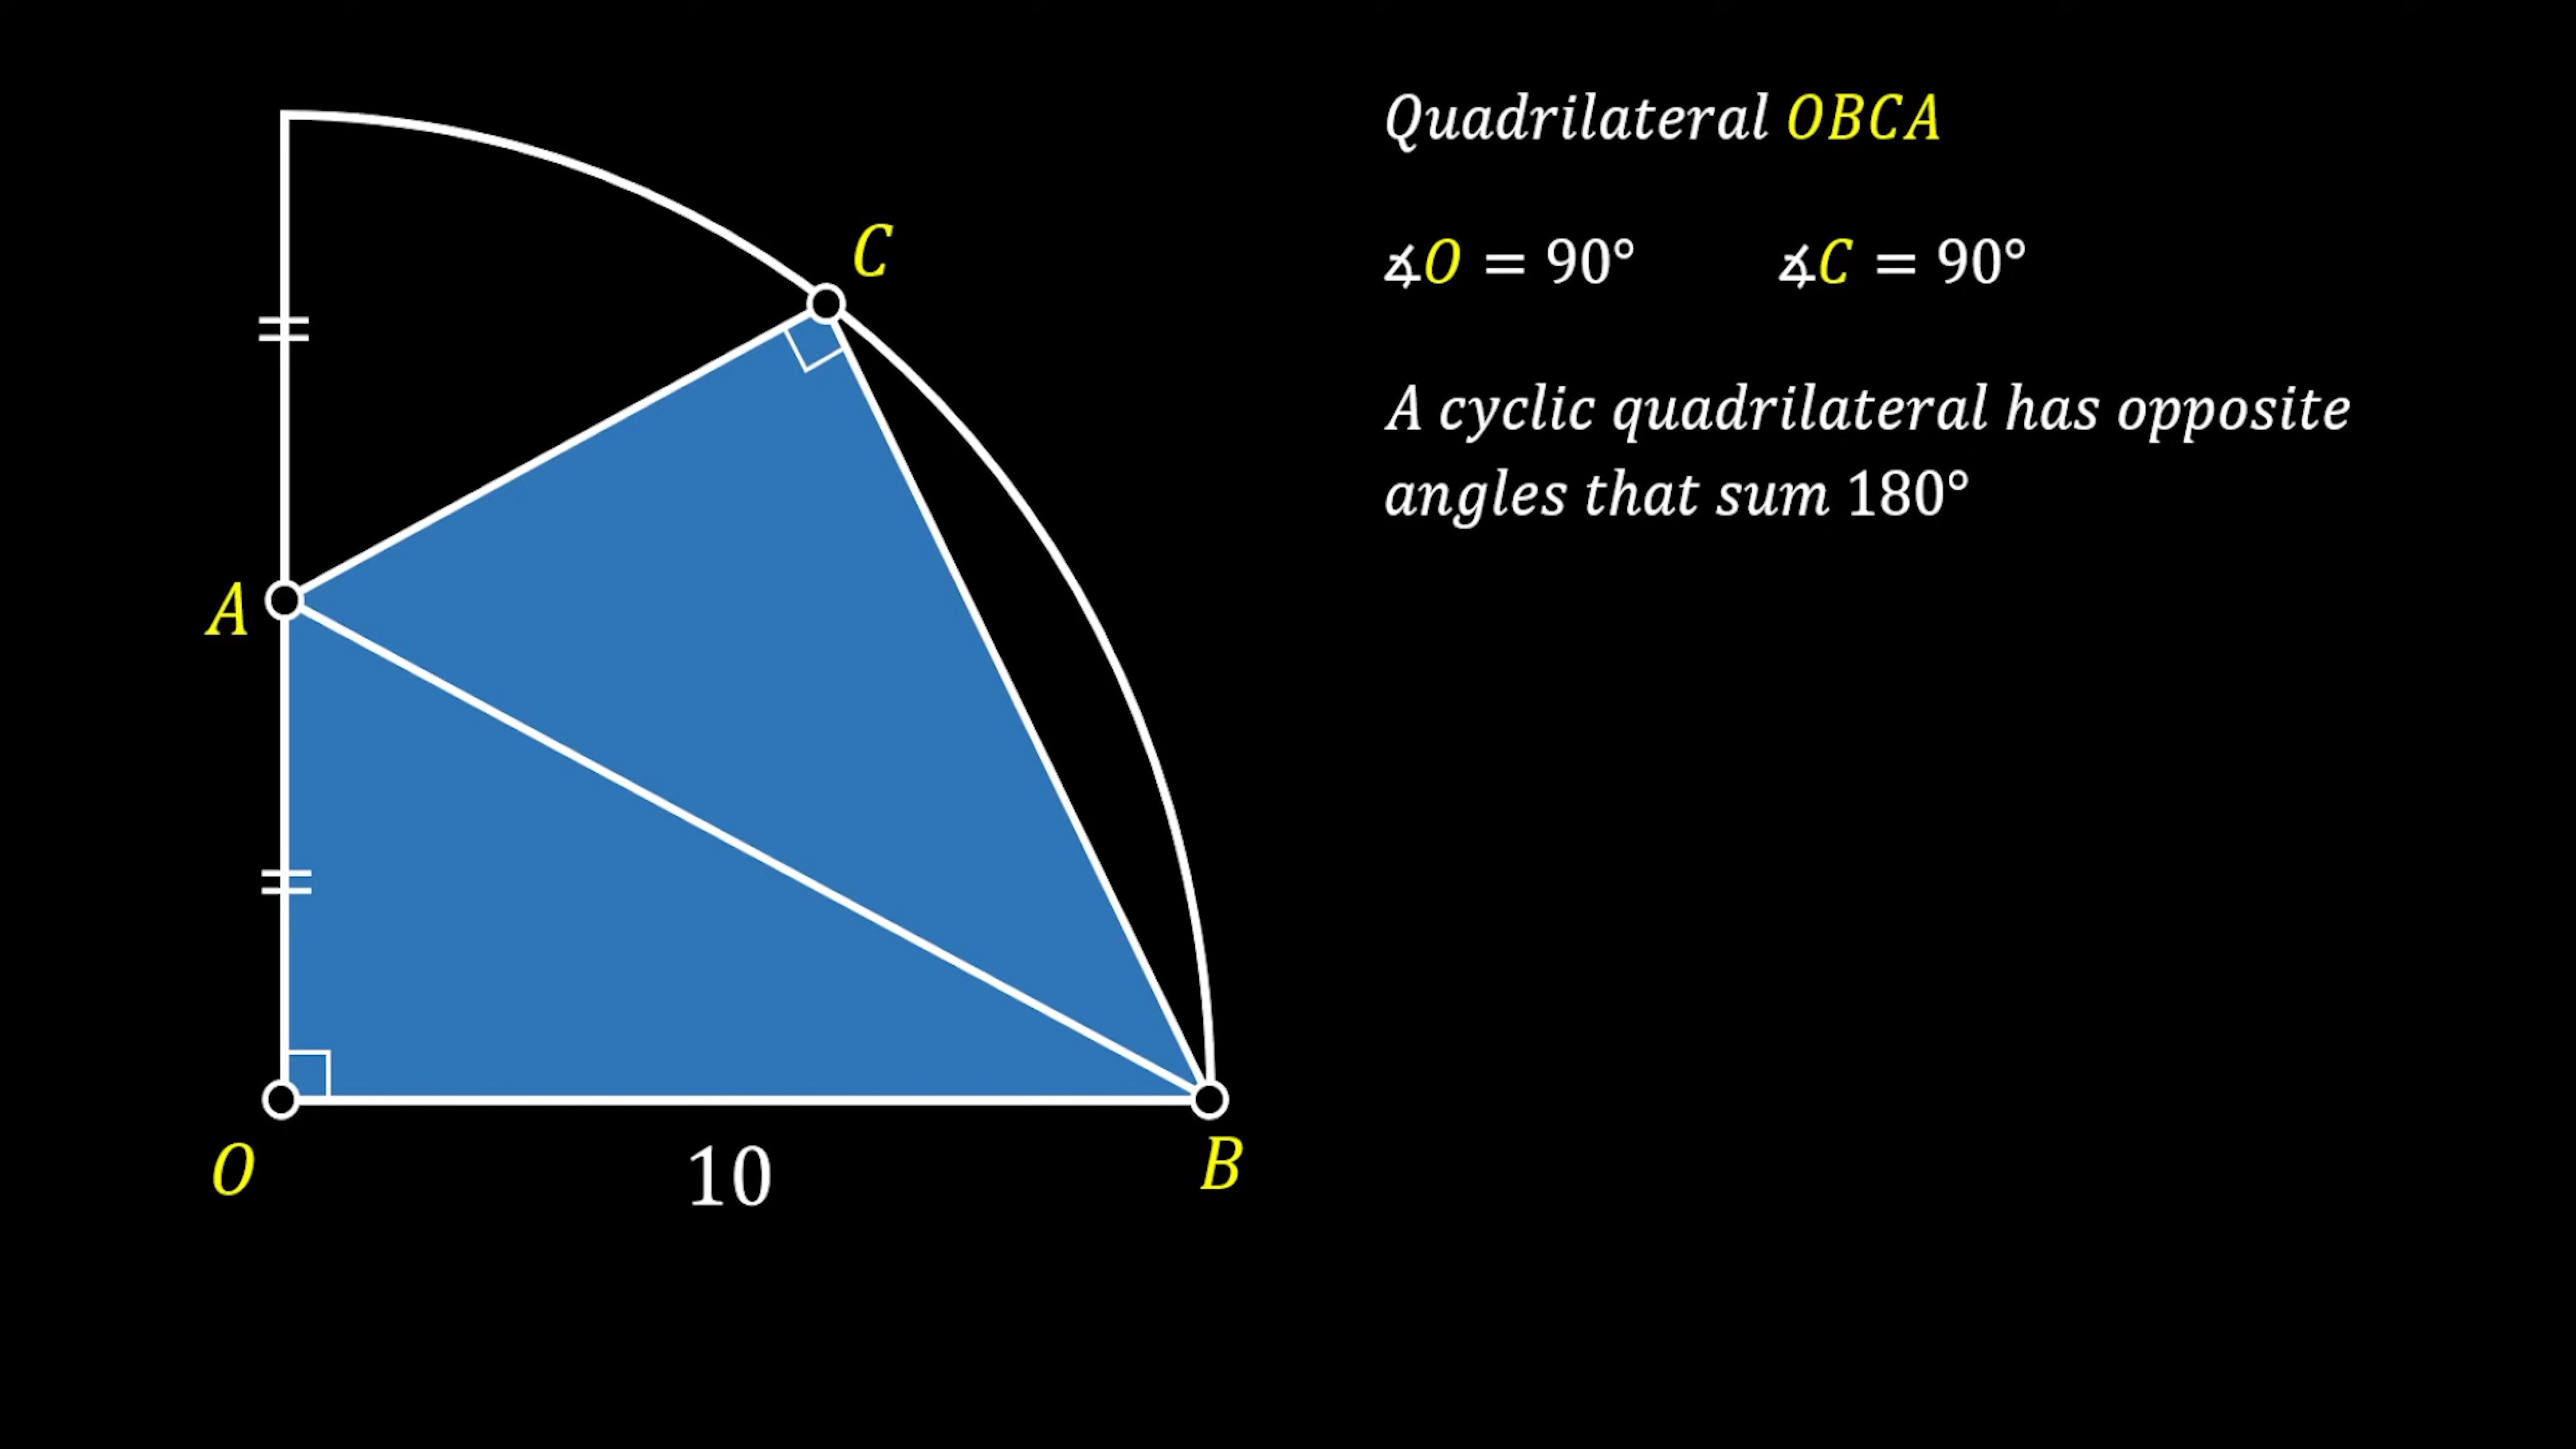 Quadrilateral OBCA
C
∡O = 90° ∡C = 90°
A cyclic quadrilateral has opposite
angles that sum 180°
A
O
10
B